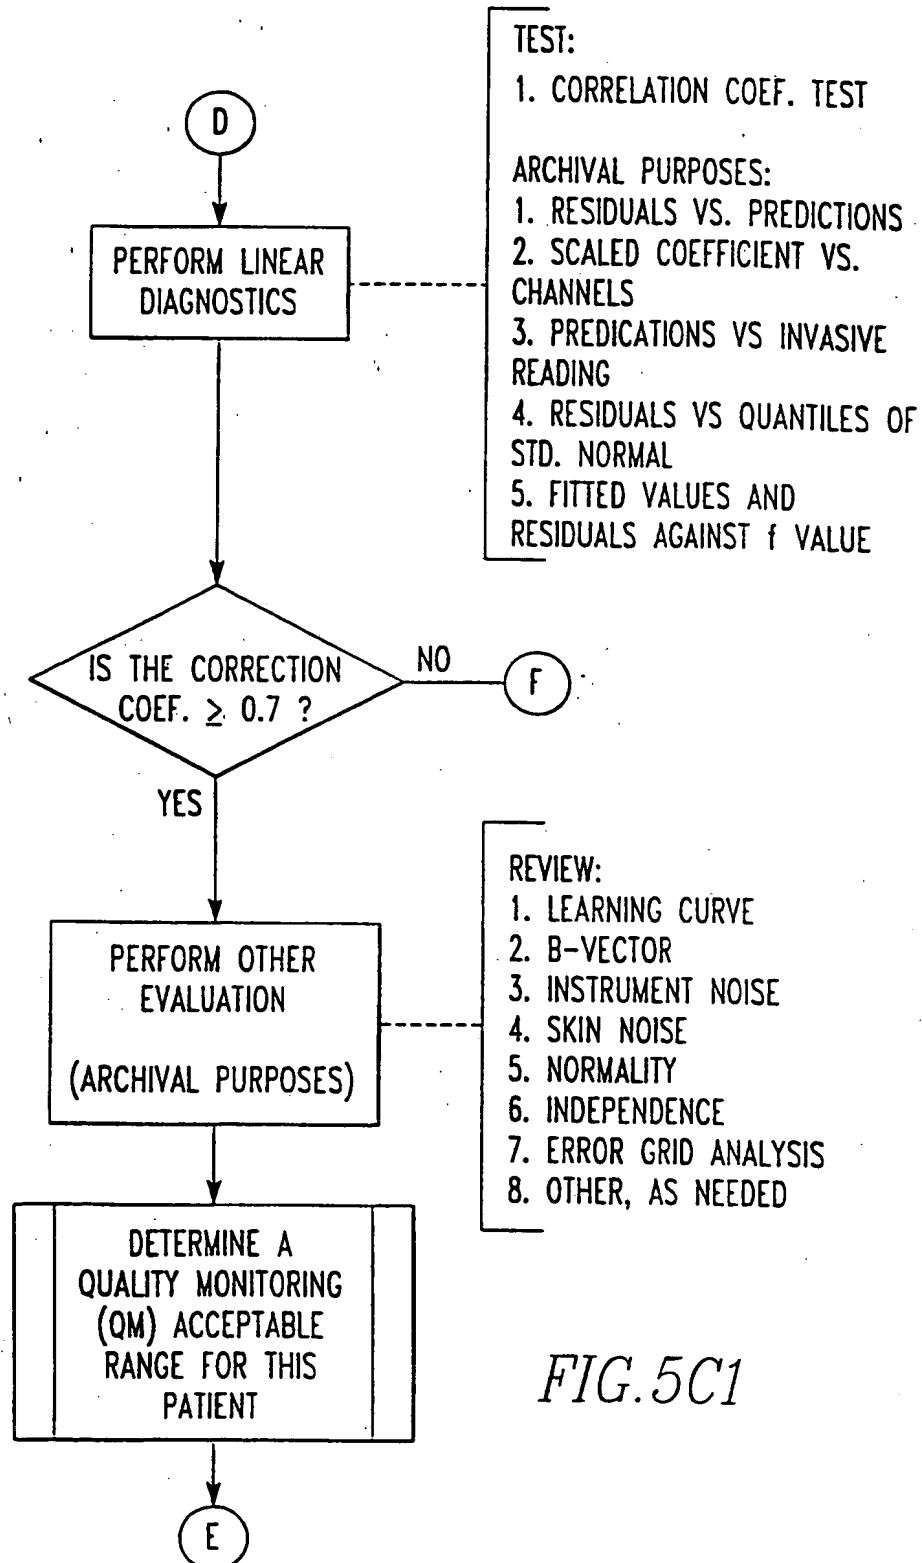 D
PERFORM LINEAR
DIAGNOSTICS
TEST:
1. CORRELATION COEF. TEST
ARCHIVAL PURPOSES:
1. RESIDUALS VS. PREDICTIONS
2. SCALED COEFFICIENT VS.
CHANNELS
3. PREDICATIONS VS INVASIVE
READING
4. RESIDUALS VS QUANTILES OF
STD. NORMAL
5. FITTED VALUES AND
RESIDUALS AGAINST f VALUE
IS THE CORRECTION
COEF. ≥ 0.7 ?
NO
F
YES
PERFORM OTHER
EVALUATION
(ARCHIVAL PURPOSES)
REVIEW:
1. LEARNING CURVE
2. B-VECTOR
3. INSTRUMENT NOISE
4. SKIN NOISE
5. NORMALITY
6. INDEPENDENCE
7. ERROR GRID ANALYSIS
8. OTHER, AS NEEDED
DETERMINE A
QUALITY MONITORING
(QM) ACCEPTABLE
RANGE FOR THIS
PATIENT
E
FIG.5C1